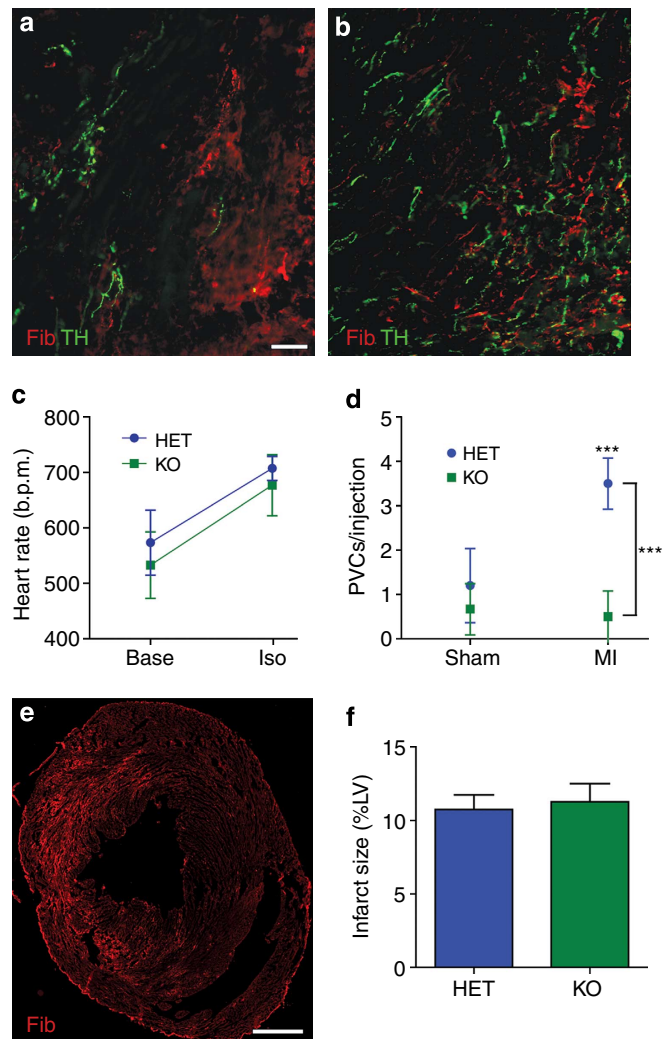 a
b
Fib TH
Fib TH
c
800
700
600
500
400
Heart rate (b.p.m.)
HET
KO
Base
Iso
d
5
4
3
2
1
0
PVCs/injection
HET
KO
***
***
Sham
MI
e
Fib
f
15
10
5
0
Infarct size (%LV)
HET
KO